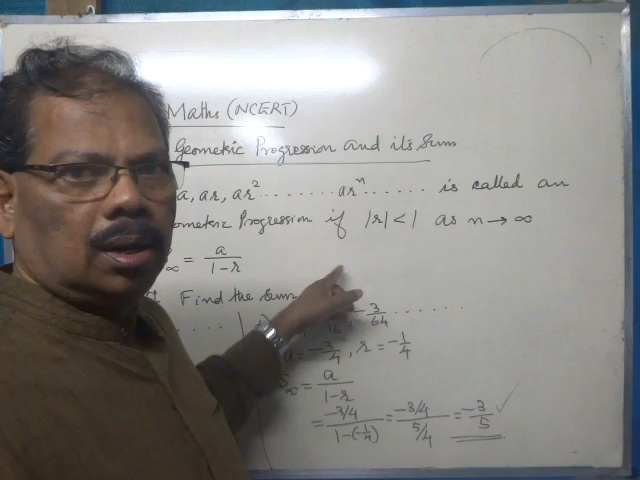 Maths (NCERT)
Geometric Progression and its Sum
a, ar, ar² ........ arⁿ ...... is called an
ometric Progression if |r| < 1 as n → ∞
∞ = a/(1-r)
Find the sum
..... , 16, -3/64 .......
a = -3/4, r = -1/4
S∞ = a/(1-r)
= (-3/4)/(1-(-1/4)) = (-3/4)/(5/4) = -3/5 ✓